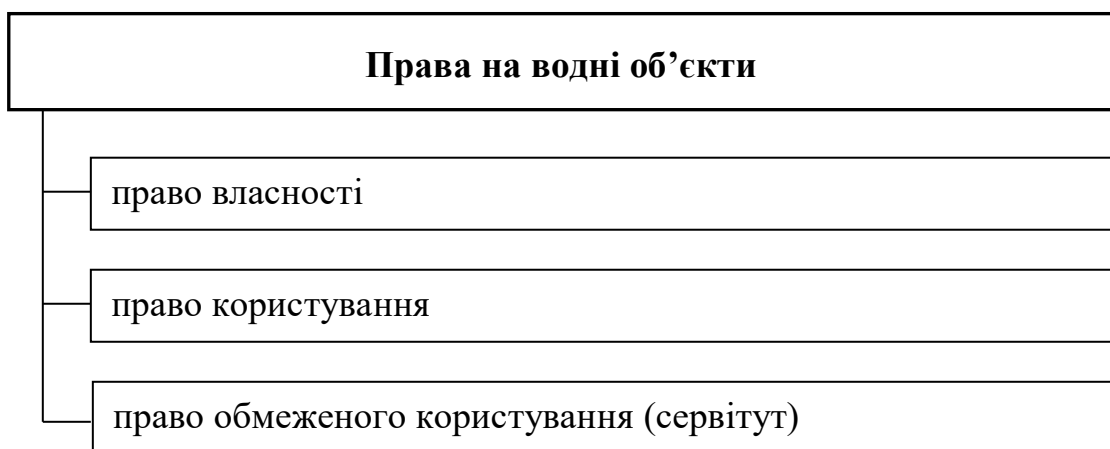 Права на водні об’єкти
право власності
право користування
право обмеженого користування (сервітут)